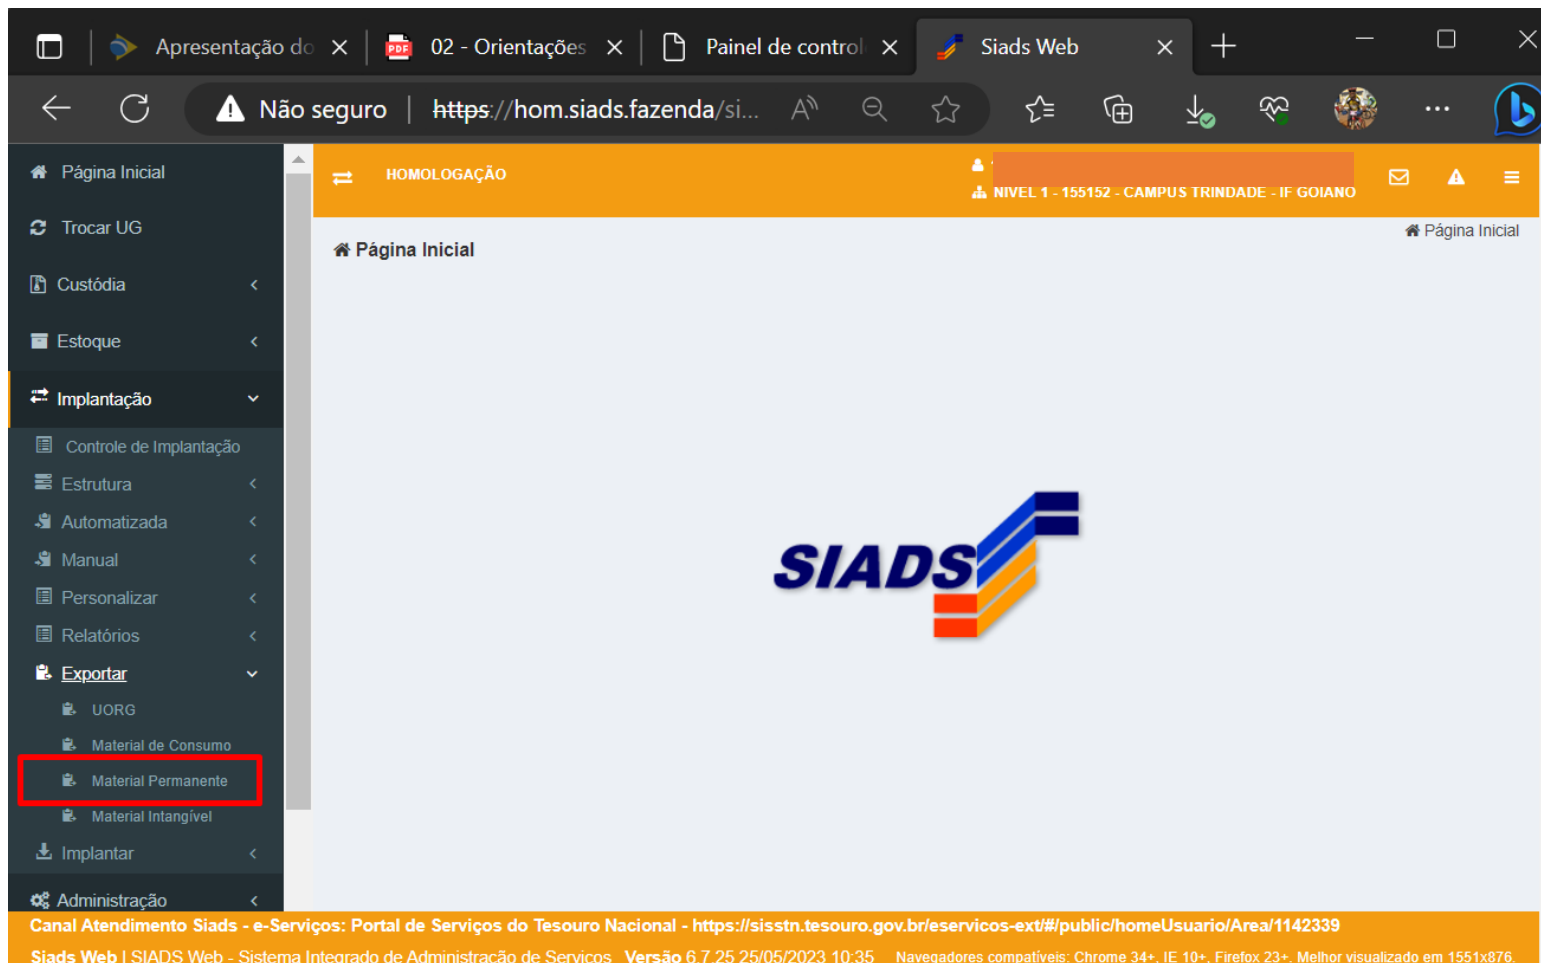 Apresentação do
PDF
02 - Orientações
Painel de control
Siads Web
Não seguro
https://hom.siads.fazenda/si...
Página Inicial
Trocar UG
Custódia
Estoque
Implantação
Controle de Implantação
Estrutura
Automatizada
Manual
Personalizar
Relatórios
Exportar
UORG
Material de Consumo
Material Permanente
Material Intangível
Implantar
Administração
HOMOLOGAÇÃO
NIVEL 1 - 155152 - CAMPUS TRINDADE - IF GOIANO
Página Inicial
Página Inicial
SIADS
Canal Atendimento Siads - e-Serviços: Portal de Serviços do Tesouro Nacional - https://sisstn.tesouro.gov.br/eservicos-ext/#/public/homeUsuario/Area/1142339
Siads Web | SIADS Web - Sistema Integrado de Administração de Serviços Versão 6.7.25 25/05/2023 10:35 Navegadores compatíveis: Chrome 34+, IE 10+, Firefox 23+. Melhor visualizado em 1551x876.